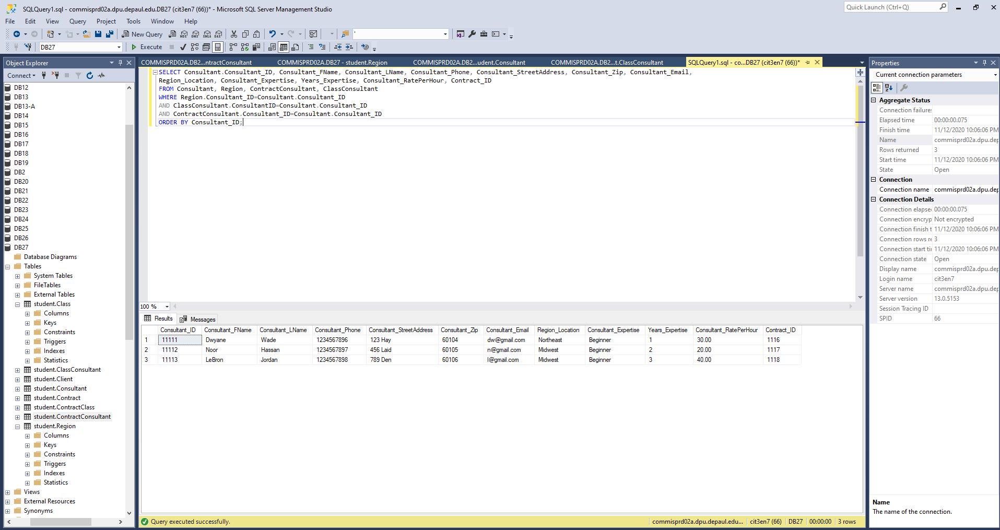 SQLQuery1.sql - commisprd02a.dpu.depaul.edu.DB27 (cit3en7 (66))* - Microsoft SQL Server Management Studio
Quick Launch (Ctrl+Q)
File Edit View Query Project Tools Window Help
New Query
MDX DMX XMLA DAX
DB27
Execute
Object Explorer
Connect
DB12
DB13
DB13-A
DB14
DB15
DB16
DB17
DB18
DB19
DB2
DB20
DB21
DB22
DB23
DB24
DB25
DB26
DB27
Database Diagrams
Tables
System Tables
FileTables
External Tables
student.Class
Columns
Keys
Constraints
Triggers
Indexes
Statistics
student.ClassConsultant
student.Client
student.Consultant
student.Contract
student.ContractClass
student.ContractConsultant
student.Region
Columns
Keys
Constraints
Triggers
Indexes
Statistics
Views
External Resources
Synonyms
COMMISPRD02A.DB2...ntractConsultant COMMISPRD02A.DB27 - student.Region COMMISPRD02A.DB2...udent.Consultant COMMISPRD02A.DB2...t.ClassConsultant SQLQuery1.sql - co...DB27 (cit3en7 (66))*
SELECT Consultant.Consultant_ID, Consultant_FName, Consultant_LName, Consultant_Phone, Consultant_StreetAddress, Consultant_Zip, Consultant_Email,
Region_Location, Consultant_Expertise, Years_Expertise, Consultant_RatePerHour, Contract_ID
FROM Consultant, Region, ContractConsultant, ClassConsultant
WHERE Region.Consultant_ID=Consultant.Consultant_ID
AND ClassConsultant.ConsultantID=Consultant.Consultant_ID
AND ContractConsultant.Consultant_ID=Consultant.Consultant_ID
ORDER BY Consultant_ID;
100 %
Results Messages
Consultant_ID Consultant_FName Consultant_LName Consultant_Phone Consultant_StreetAddress Consultant_Zip Consultant_Email Region_Location Consultant_Expertise Years_Expertise Consultant_RatePerHour Contract_ID
1 11111 Dwyane Wade 1234567896 123 Hay 60104 dw@gmail.com Northeast Beginner 1 30.00 1116
2 11112 Noor Hassan 1234567897 456 Laid 60105 n@gmail.com Midwest Beginner 2 20.00 1117
3 11113 LeBron Jordan 1234567898 789 Den 60106 l@gmail.com Midwest Beginner 3 40.00 1118
Query executed successfully.
commisprd02a.dpu.depaul.edu... cit3en7 (66) DB27 00:00:00 3 rows
Properties
Current connection parameters
Aggregate Status
Connection failures
Elapsed time 00:00:00.075
Finish time 11/12/2020 10:06:06 PM
Name commisprd02a.dpu.dep
Rows returned 3
Start time 11/12/2020 10:06:06 PM
State Open
Connection
Connection name commisprd02a.dpu.dep
Connection Details
Connection elapse 00:00:00.075
Connection encryp Not encrypted
Connection finish t 11/12/2020 10:06:06 PM
Connection rows re 3
Connection start ti 11/12/2020 10:06:06 PM
Connection state Open
Display name commisprd02a.dpu.dep
Login name cit3en7
Server name commisprd02a.dpu.dep
Server version 13.0.5153
Session Tracing ID
SPID 66
Name
The name of the connection.